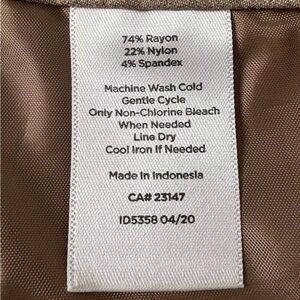 74% Rayon
22% Nylon
4% Spandex
Machine Wash Cold
Gentle Cycle
Only Non-Chlorine Bleach
When Needed
Line Dry
Cool Iron If Needed
Made In Indonesia
CA# 23147
ID5358 04/20